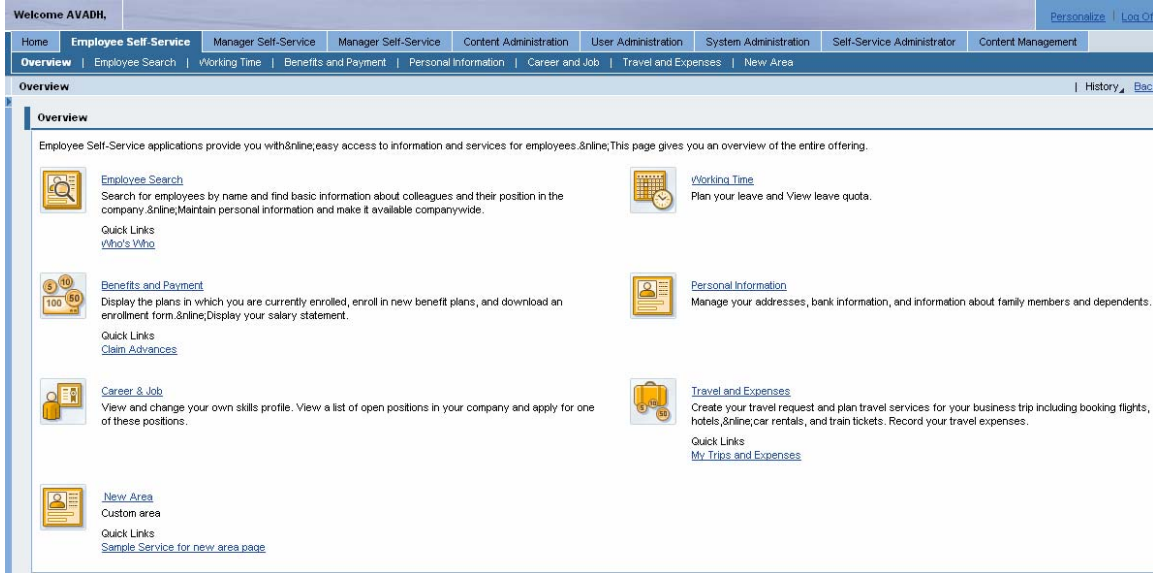 Welcome AVADH,
Personalize | Log Of
Home Employee Self-Service Manager Self-Service Manager Self-Service Content Administration User Administration System Administration Self-Service Administrator Content Management
Overview | Employee Search | Working Time | Benefits and Payment | Personal Information | Career and Job | Travel and Expenses | New Area
Overview | History Bac
Overview
Employee Self-Service applications provide you with&nline;easy access to information and services for employees.&nline;This page gives you an overview of the entire offering.
Employee Search
Search for employees by name and find basic information about colleagues and their position in the
company.&nline;Maintain personal information and make it available companywide.
Quick Links
Who's Who
Working Time
Plan your leave and View leave quota.
Benefits and Payment
Display the plans in which you are currently enrolled, enroll in new benefit plans, and download an
enrollment form.&nline;Display your salary statement.
Quick Links
Claim Advances
Personal Information
Manage your addresses, bank information, and information about family members and dependents.
Career & Job
View and change your own skills profile. View a list of open positions in your company and apply for one
of these positions.
Travel and Expenses
Create your travel request and plan travel services for your business trip including booking flights,
hotels,&nline;car rentals, and train tickets. Record your travel expenses.
Quick Links
My Trips and Expenses
New Area
Custom area
Quick Links
Sample Service for new area page
5 10
100 50
5 10 50